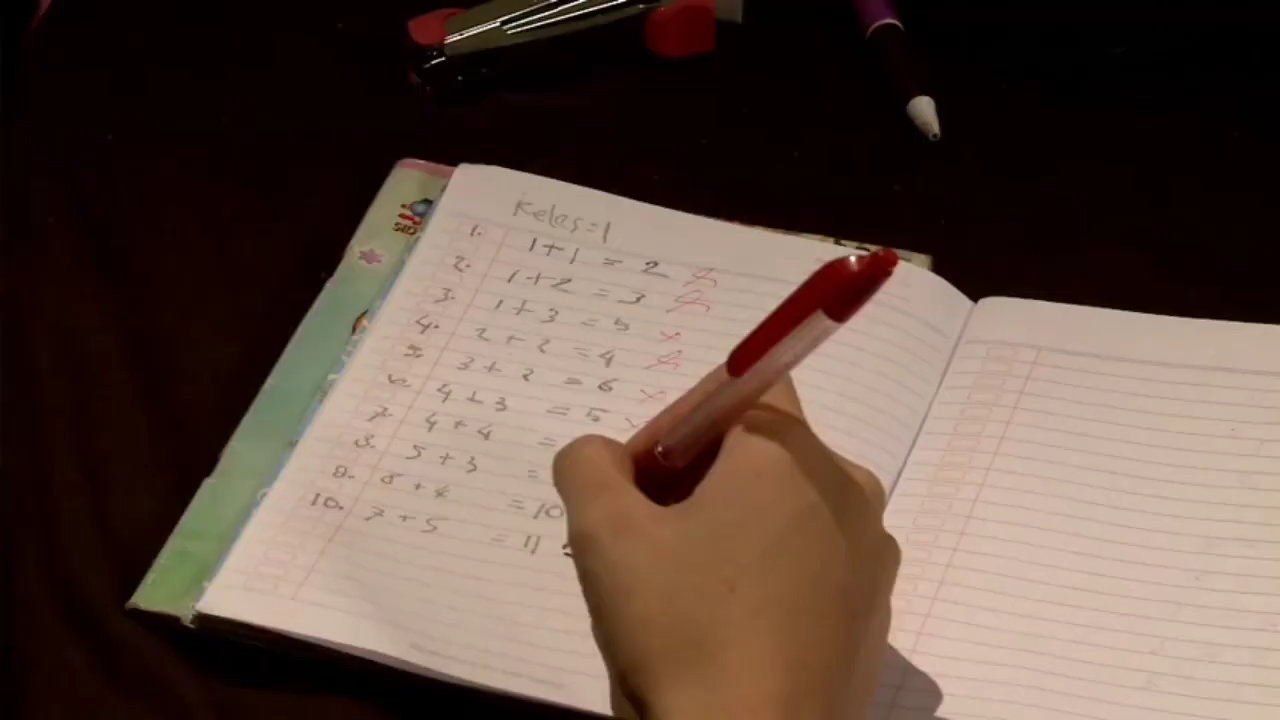 Kelas=1
1. 1+1 = 2
2. 1+2 = 3
3. 1+3 = 5
4. 2+2 = 4
5. 3+2 = 6
6. 4+3 = 5
7. 4+4 =
8. 5+3 =
+4 = 10
10. 7+5 = 11